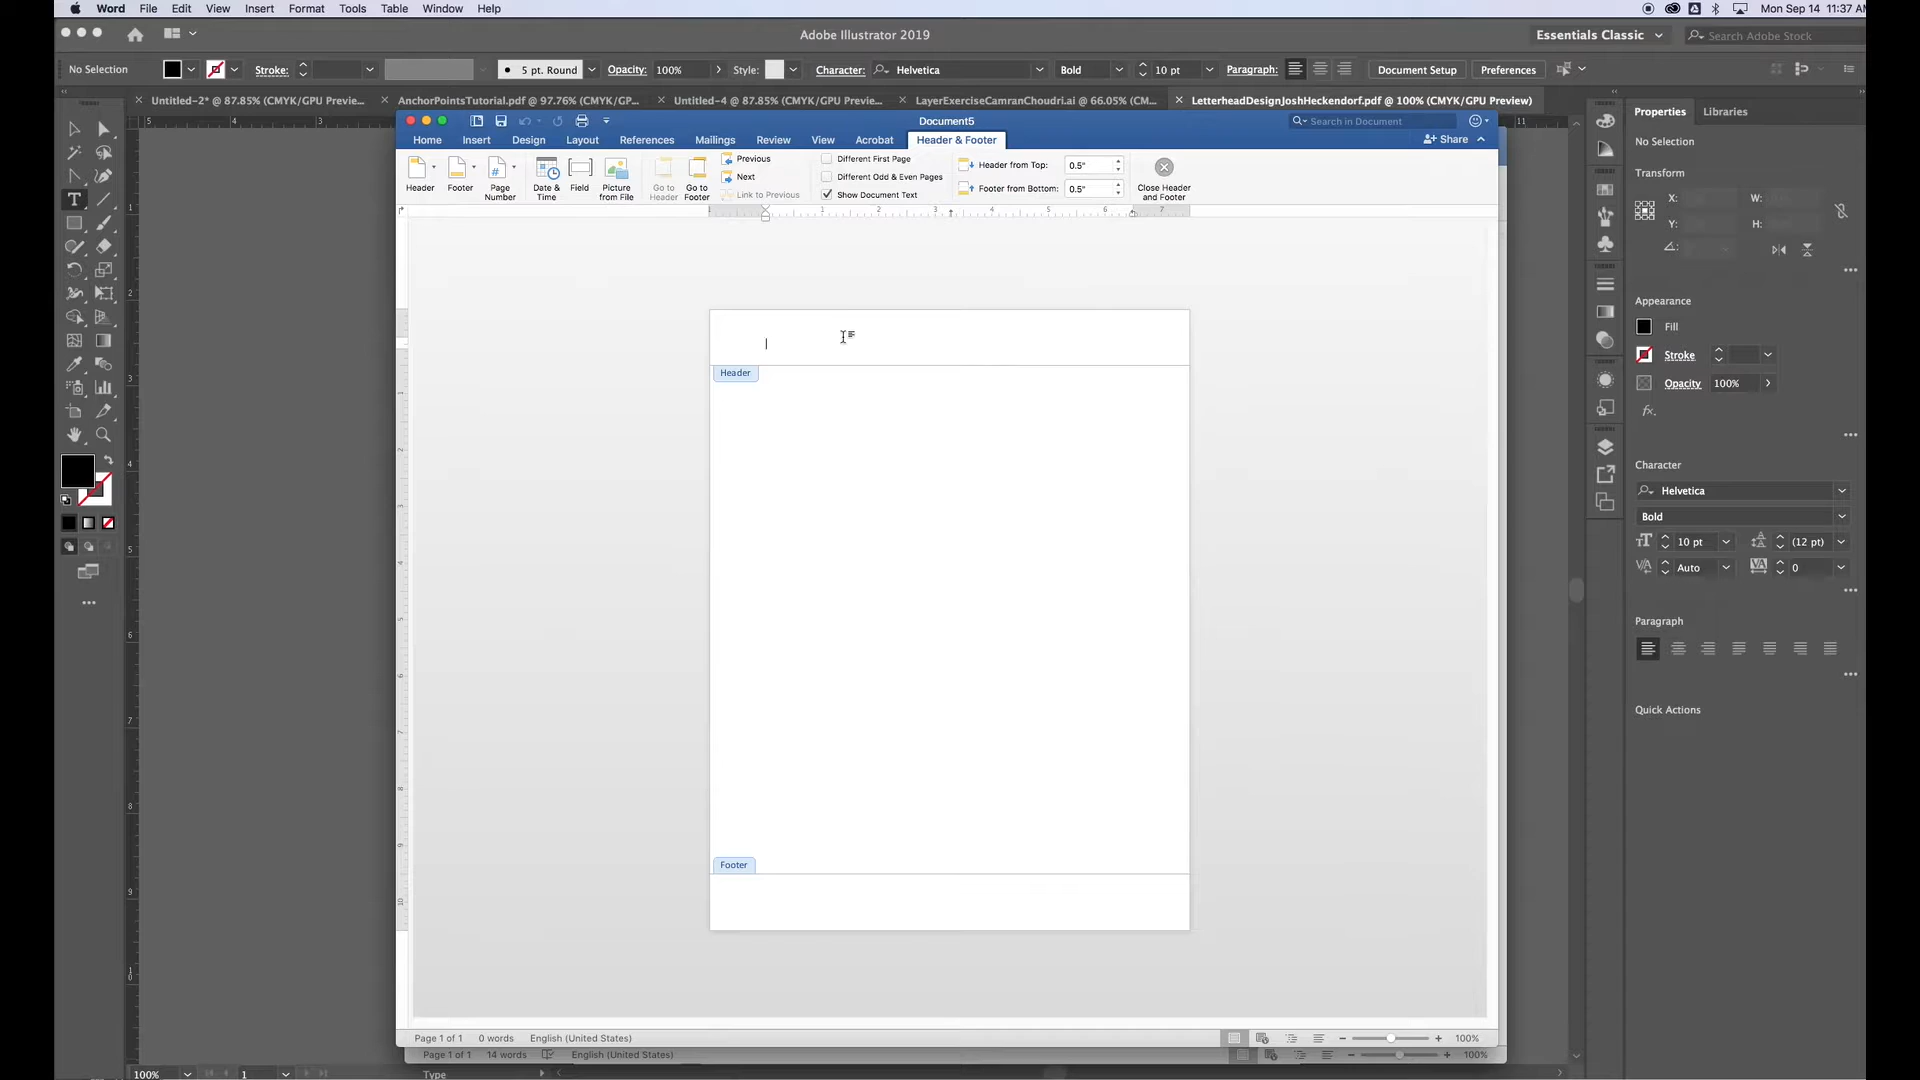 Word File Edit View Insert Format Tools Table Window Help Mon Sep 14 11:37 AM
Adobe Illustrator 2019 Essentials Classic Search Adobe Stock
No Selection Stroke: 5 pt. Round Opacity: 100% Style: Character: Helvetica Bold 10 pt Paragraph: Document Setup Preferences
Untitled-2* @ 87.85% (CMYK/GPU Previe... AnchorPointsTutorial.pdf @ 97.76% (CMYK/GP... Untitled-4 @ 87.85% (CMYK/GPU Previe... LayerExerciseCamranChoudri.ai @ 66.05% (CM... LetterheadDesignJoshHeckendorf.pdf @ 100% (CMYK/GPU Preview)
Document5 Search in Document
Home Insert Design Layout References Mailings Review View Acrobat Header & Footer Share
Header Footer Page Number Date & Time Field Picture from File Go to Header Go to Footer
Previous
Next
Link to Previous
Different First Page
Different Odd & Even Pages
Show Document Text
Header from Top: 0.5"
Footer from Bottom: 0.5"
Close Header and Footer
Header
Footer
Page 1 of 1 0 words English (United States) 100%
Page 1 of 1 14 words English (United States) 100%
100% 1 Type
Properties Libraries
No Selection
Transform
X: W:
Y: H:
Appearance
Fill
Stroke
Opacity 100%
fx.
Character
Helvetica
Bold
10 pt (12 pt)
Auto 0
Paragraph
Quick Actions